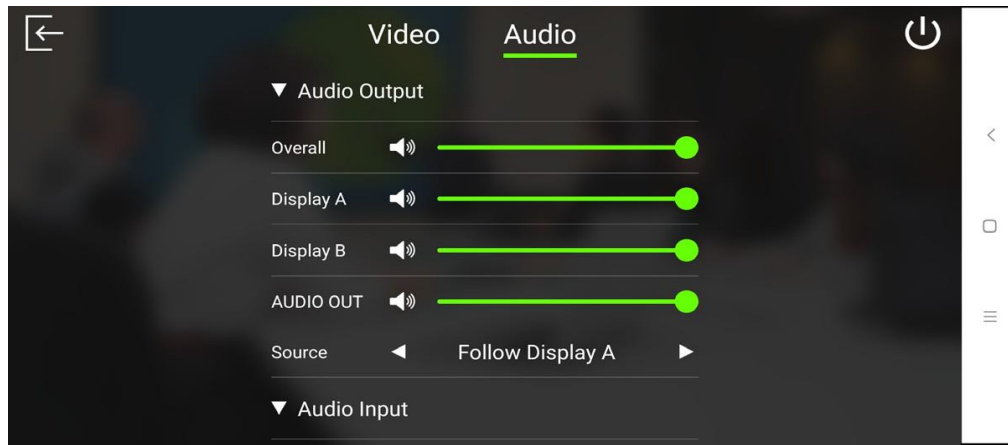 Video Audio
Audio Output
Overall
Display A
Display B
AUDIO OUT
Source Follow Display A
Audio Input